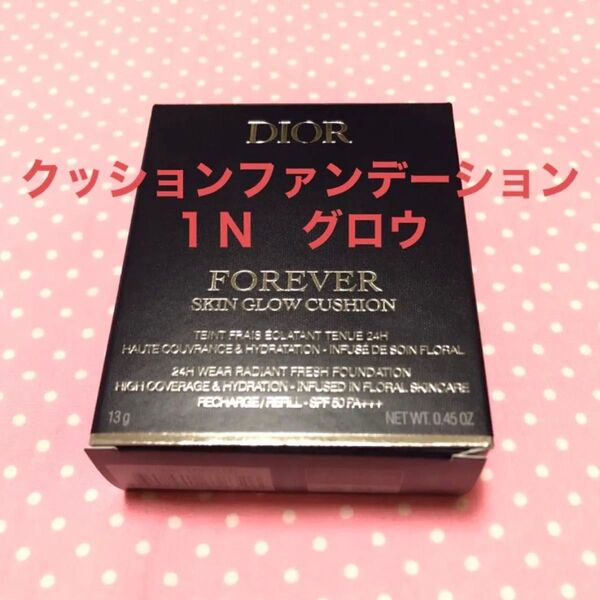 DIOR
クッションファンデーション
1N グロウ
FOREVER
SKIN GLOW CUSHION
TEINT FRAIS ÉCLATANT TENUE 24H
HAUTE COUVRANCE & HYDRATATION - INFUSÉ DE SOIN FLORAL
24H WEAR RADIANT FRESH FOUNDATION
HIGH COVERAGE & HYDRATION - INFUSED IN FLORAL SKINCARE
RECHARGE / REFILL - SPF 50 PA+++
13 g NET WT. 0.45 OZ